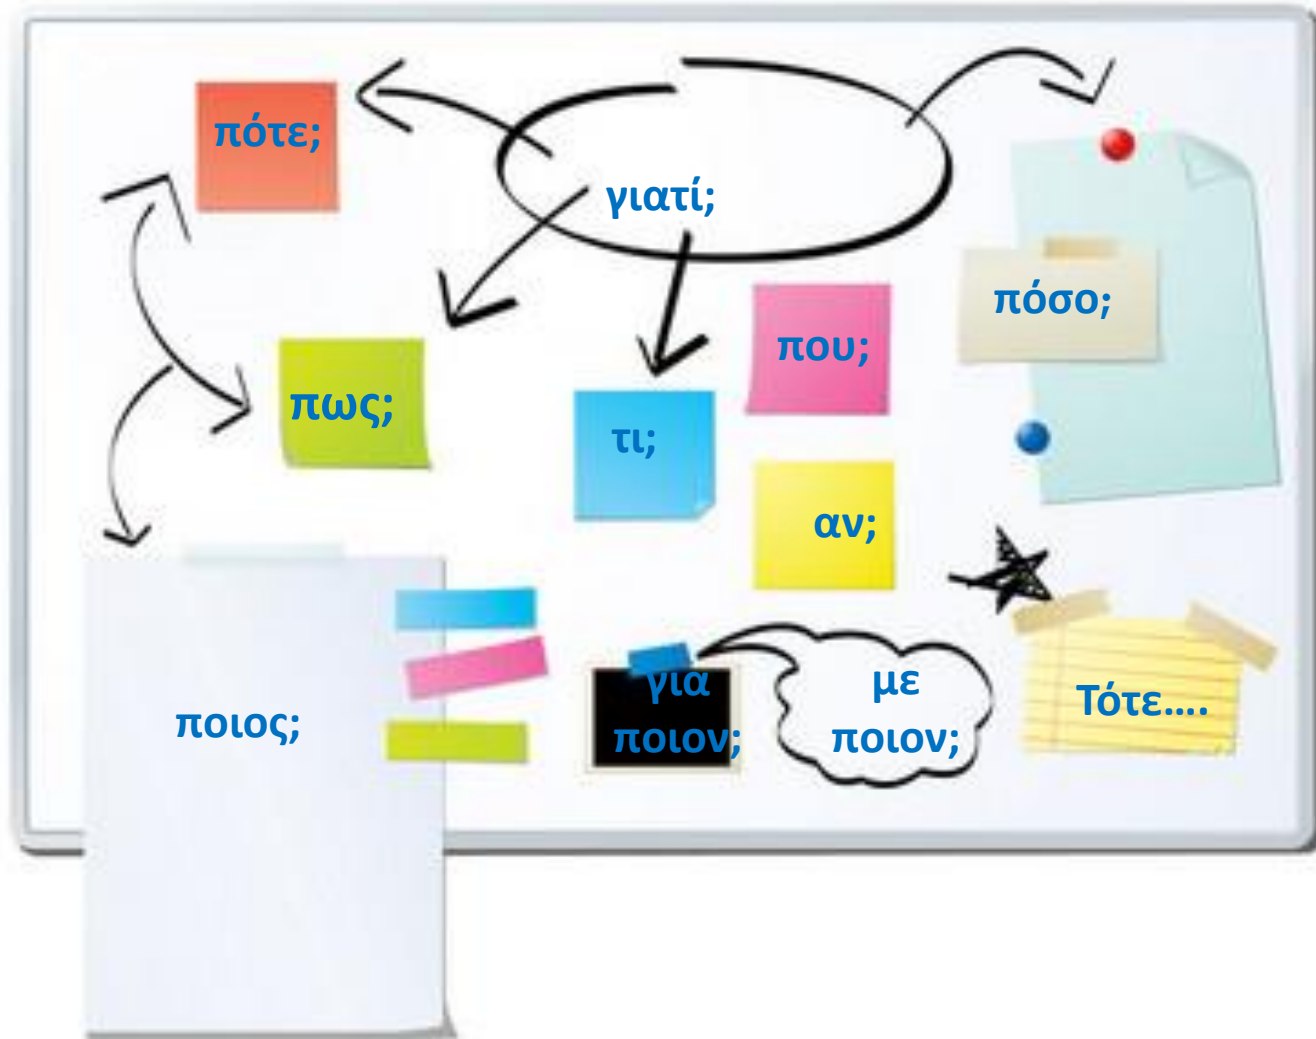 πότε;
γιατί;
πόσο;
που;
πως;
τι;
αν;
για
ποιον;
με
ποιον;
Τότε....
ποιος;